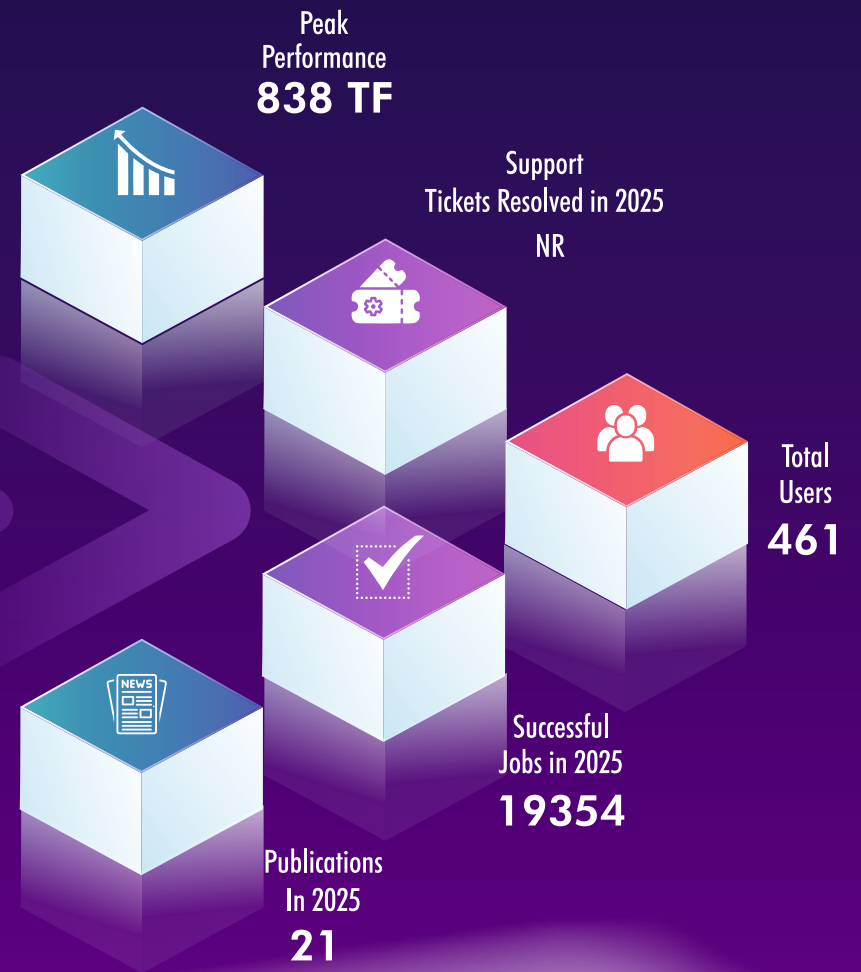 Peak
Performance
838 TF
Support
Tickets Resolved in 2025
NR
Total
Users
461
NEWS
Successful
Jobs in 2025
19354
Publications
In 2025
21